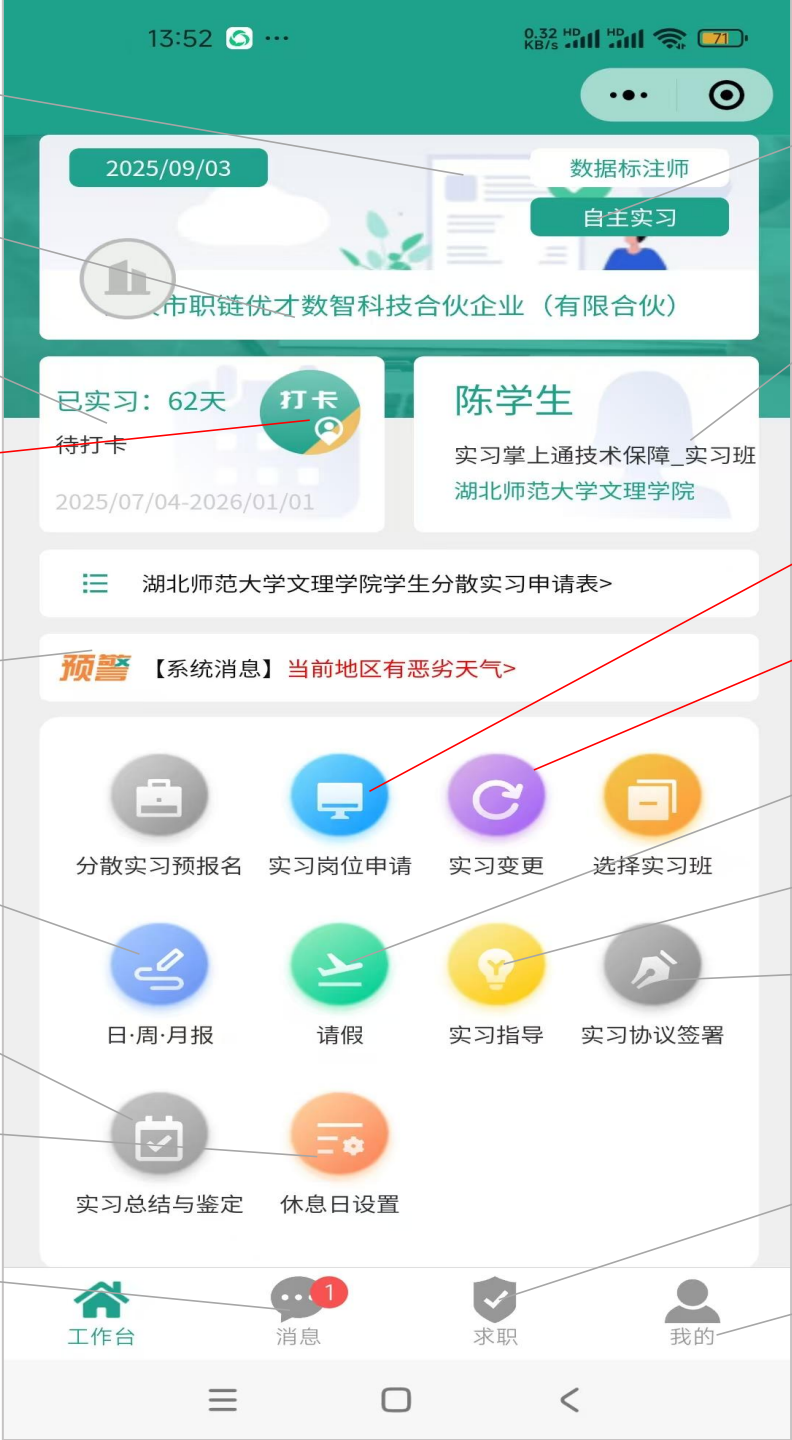 13:52
0.32 KB/s HD HD 71
2025/09/03
数据标注师
自主实习
市职链优才数智科技合伙企业（有限合伙）
已实习：62天
打卡
待打卡
2025/07/04-2026/01/01
陈学生
实习掌上通技术保障_实习班
湖北师范大学文理学院
湖北师范大学文理学院学生分散实习申请表>
预警 【系统消息】当前地区有恶劣天气>
分散实习预报名 实习岗位申请 实习变更 选择实习班
日·周·月报 请假 实习指导 实习协议签署
实习总结与鉴定 休息日设置
1
工作台 消息 求职 我的